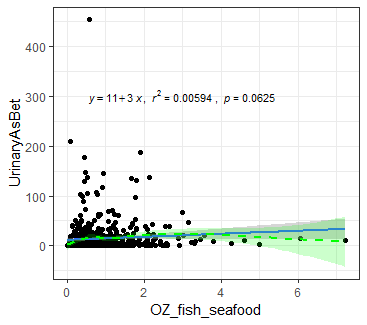 400
300
200
100
0
UrinaryAsBet
y = 11 + 3 x , r² = 0.00594 , p = 0.0625
0 2 4 6
OZ_fish_seafood